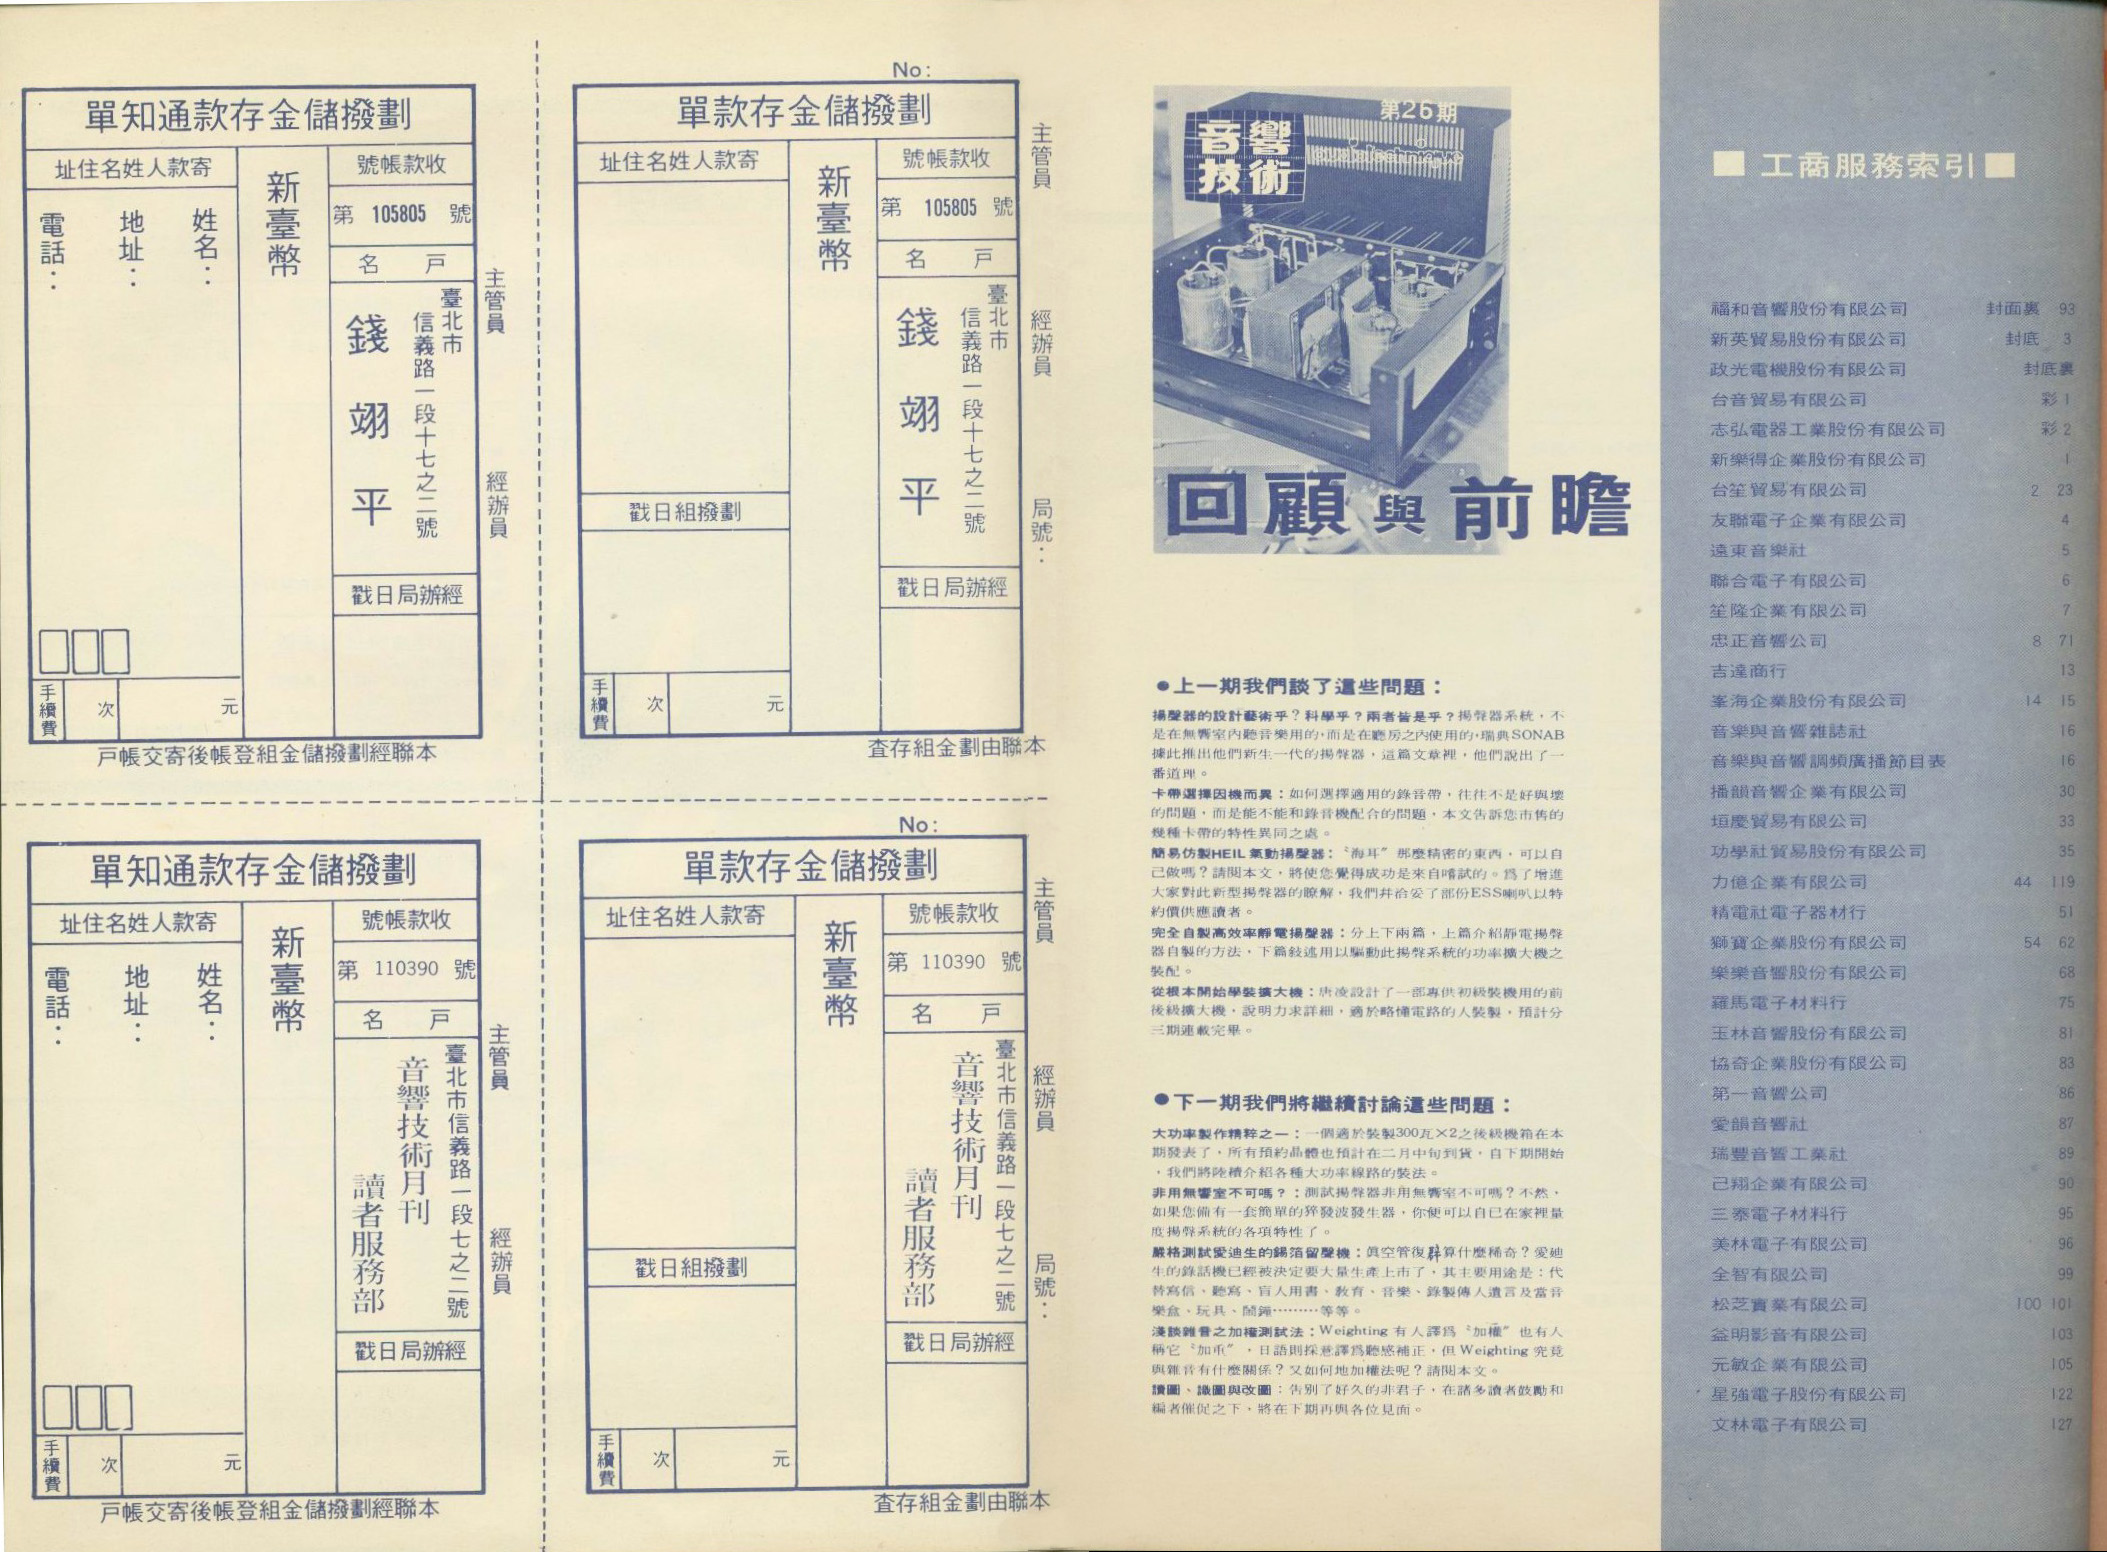 劃撥儲金存款通知單
收款帳號
第 105805 號
戶 名
臺北市
信義路一段十七之二號
錢翊平
經辦局日戳
新臺幣
寄款人姓名住址
姓名：
地址：
電話：
手續費
次
元
主管員
經辦員
本聯經劃撥儲金組登帳後寄交帳戶
No:
劃撥儲金存款單
收款帳號
第 105805 號
戶 名
臺北市
信義路一段十七之二號
錢翊平
經辦局日戳
新臺幣
寄款人姓名住址
劃撥組日戳
手續費
次
元
主管員
經辦員
局號：
本聯由劃金組存查
劃撥儲金存款通知單
收款帳號
第 110390 號
戶 名
臺北市信義路一段七之二號
音響技術月刊
讀者服務部
經辦局日戳
新臺幣
寄款人姓名住址
姓名：
地址：
電話：
手續費
次
元
主管員
經辦員
本聯經劃撥儲金組登帳後寄交帳戶
No:
劃撥儲金存款單
收款帳號
第 110390 號
戶 名
臺北市信義路一段七之二號
音響技術月刊
讀者服務部
經辦局日戳
新臺幣
寄款人姓名住址
劃撥組日戳
手續費
次
元
主管員
經辦員
局號：
本聯由劃金組存查
第26期
音響
技術
回顧與前瞻
●上一期我們談了這些問題：
揚聲器的設計藝術乎？科學乎？兩者皆是乎？揚聲器系統，不
是在無響室內聽音樂用的，而是在廳房之內使用的，瑞典SONAB
據此推出他們新生一代的揚聲器，這篇文章裡，他們說出了一
番道理。
卡帶選擇因機而異：如何選擇適用的錄音帶，往往不是好與壞
的問題，而是能不能和錄音機配合的問題，本文告訴您市售的
幾種卡帶的特性異同之處。
簡易仿製HEIL氣動揚聲器：〝海耳〞那麼精密的東西，可以自
己做嗎？請閱本文，將使您覺得成功是來自嚐試的。爲了增進
大家對此新型揚聲器的瞭解，我們幷洽妥了部份ESS喇叭以特
約價供應讀者。
完全自製高效率靜電揚聲器：分上下兩篇，上篇介紹靜電揚聲
器自製的方法，下篇敍述用以驅動此揚聲系統的功率擴大機之
裝配。
從根本開始學裝擴大機：唐凌設計了一部專供初級裝機用的前
後級擴大機，說明力求詳細，適於略懂電路的人裝製，預計分
三期連載完畢。
●下一期我們將繼續討論這些問題：
大功率製作精粹之一：一個適於裝製300瓦×2之後級機箱在本
期發表了，所有預約晶體也預計在二月中旬到貨，自下期開始
，我們將陸續介紹各種大功率線路的裝法。
非用無響室不可嗎？：測試揚聲器非用無響室不可嗎？不然，
如果您備有一套簡單的猝發波發生器，你便可以自已在家裡量
度揚聲系統的各項特性了。
嚴格測試愛迪生的錫箔留聲機：眞空管復辟算什麼稀奇？愛迪
生的錄話機已經被決定要大量生產上市了，其主要用途是：代
替寫信、聽寫、盲人用書、教育、音樂、錄製傳人遺言及當音
樂盒、玩具、鬧鐘………等等。
淺談雜音之加權測試法：Weighting 有人譯爲〝加權〞也有人
稱它〝加重〞，日語則採意譯爲聽感補正，但 Weighting 究竟
與雜音有什麼關係？又如何地加權法呢？請閱本文。
讀圖、識圖與改圖：告別了好久的非君子，在諸多讀者鼓勵和
編者催促之下，將在下期再與各位見面。
■ 工商服務索引 ■
福和音響股份有限公司 封面裏 93
新英貿易股份有限公司 封底 3
政光電機股份有限公司 封底裏
台音貿易有限公司 彩1
志弘電器工業股份有限公司 彩2
新樂得企業股份有限公司 1
台笙貿易有限公司 2 23
友聯電子企業有限公司 4
遠東音樂社 5
聯合電子有限公司 6
笙隆企業有限公司 7
忠正音響公司 8 71
吉達商行 13
峯海企業股份有限公司 14 15
音樂與音響雜誌社 16
音樂與音響調頻廣播節目表 16
播韻音響企業有限公司 30
垣慶貿易有限公司 33
功學社貿易股份有限公司 35
力億企業有限公司 44 119
精電社電子器材行 51
獅寶企業股份有限公司 54 62
樂樂音響股份有限公司 68
羅馬電子材料行 75
玉林音響股份有限公司 81
協奇企業股份有限公司 83
第一音響公司 86
愛韻音響社 87
瑞豐音響工業社 89
己翔企業有限公司 90
三泰電子材料行 95
美林電子有限公司 96
全智有限公司 99
松芝實業有限公司 100 101
益明影音有限公司 103
元敏企業有限公司 105
星強電子股份有限公司 122
文林電子有限公司 127